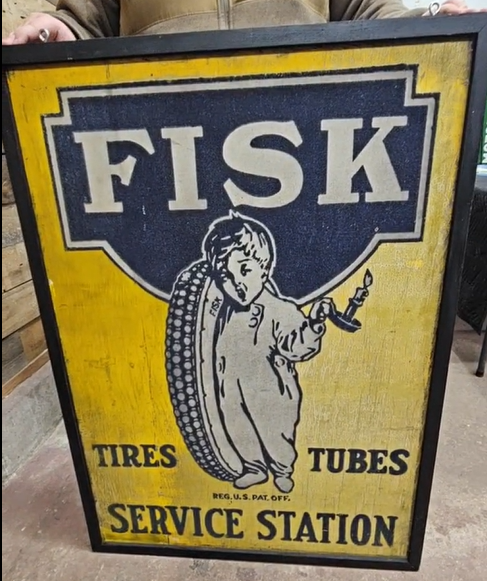 FISK
FISK
TIRES TUBES
REG. U.S. PAT. OFF.
SERVICE STATION